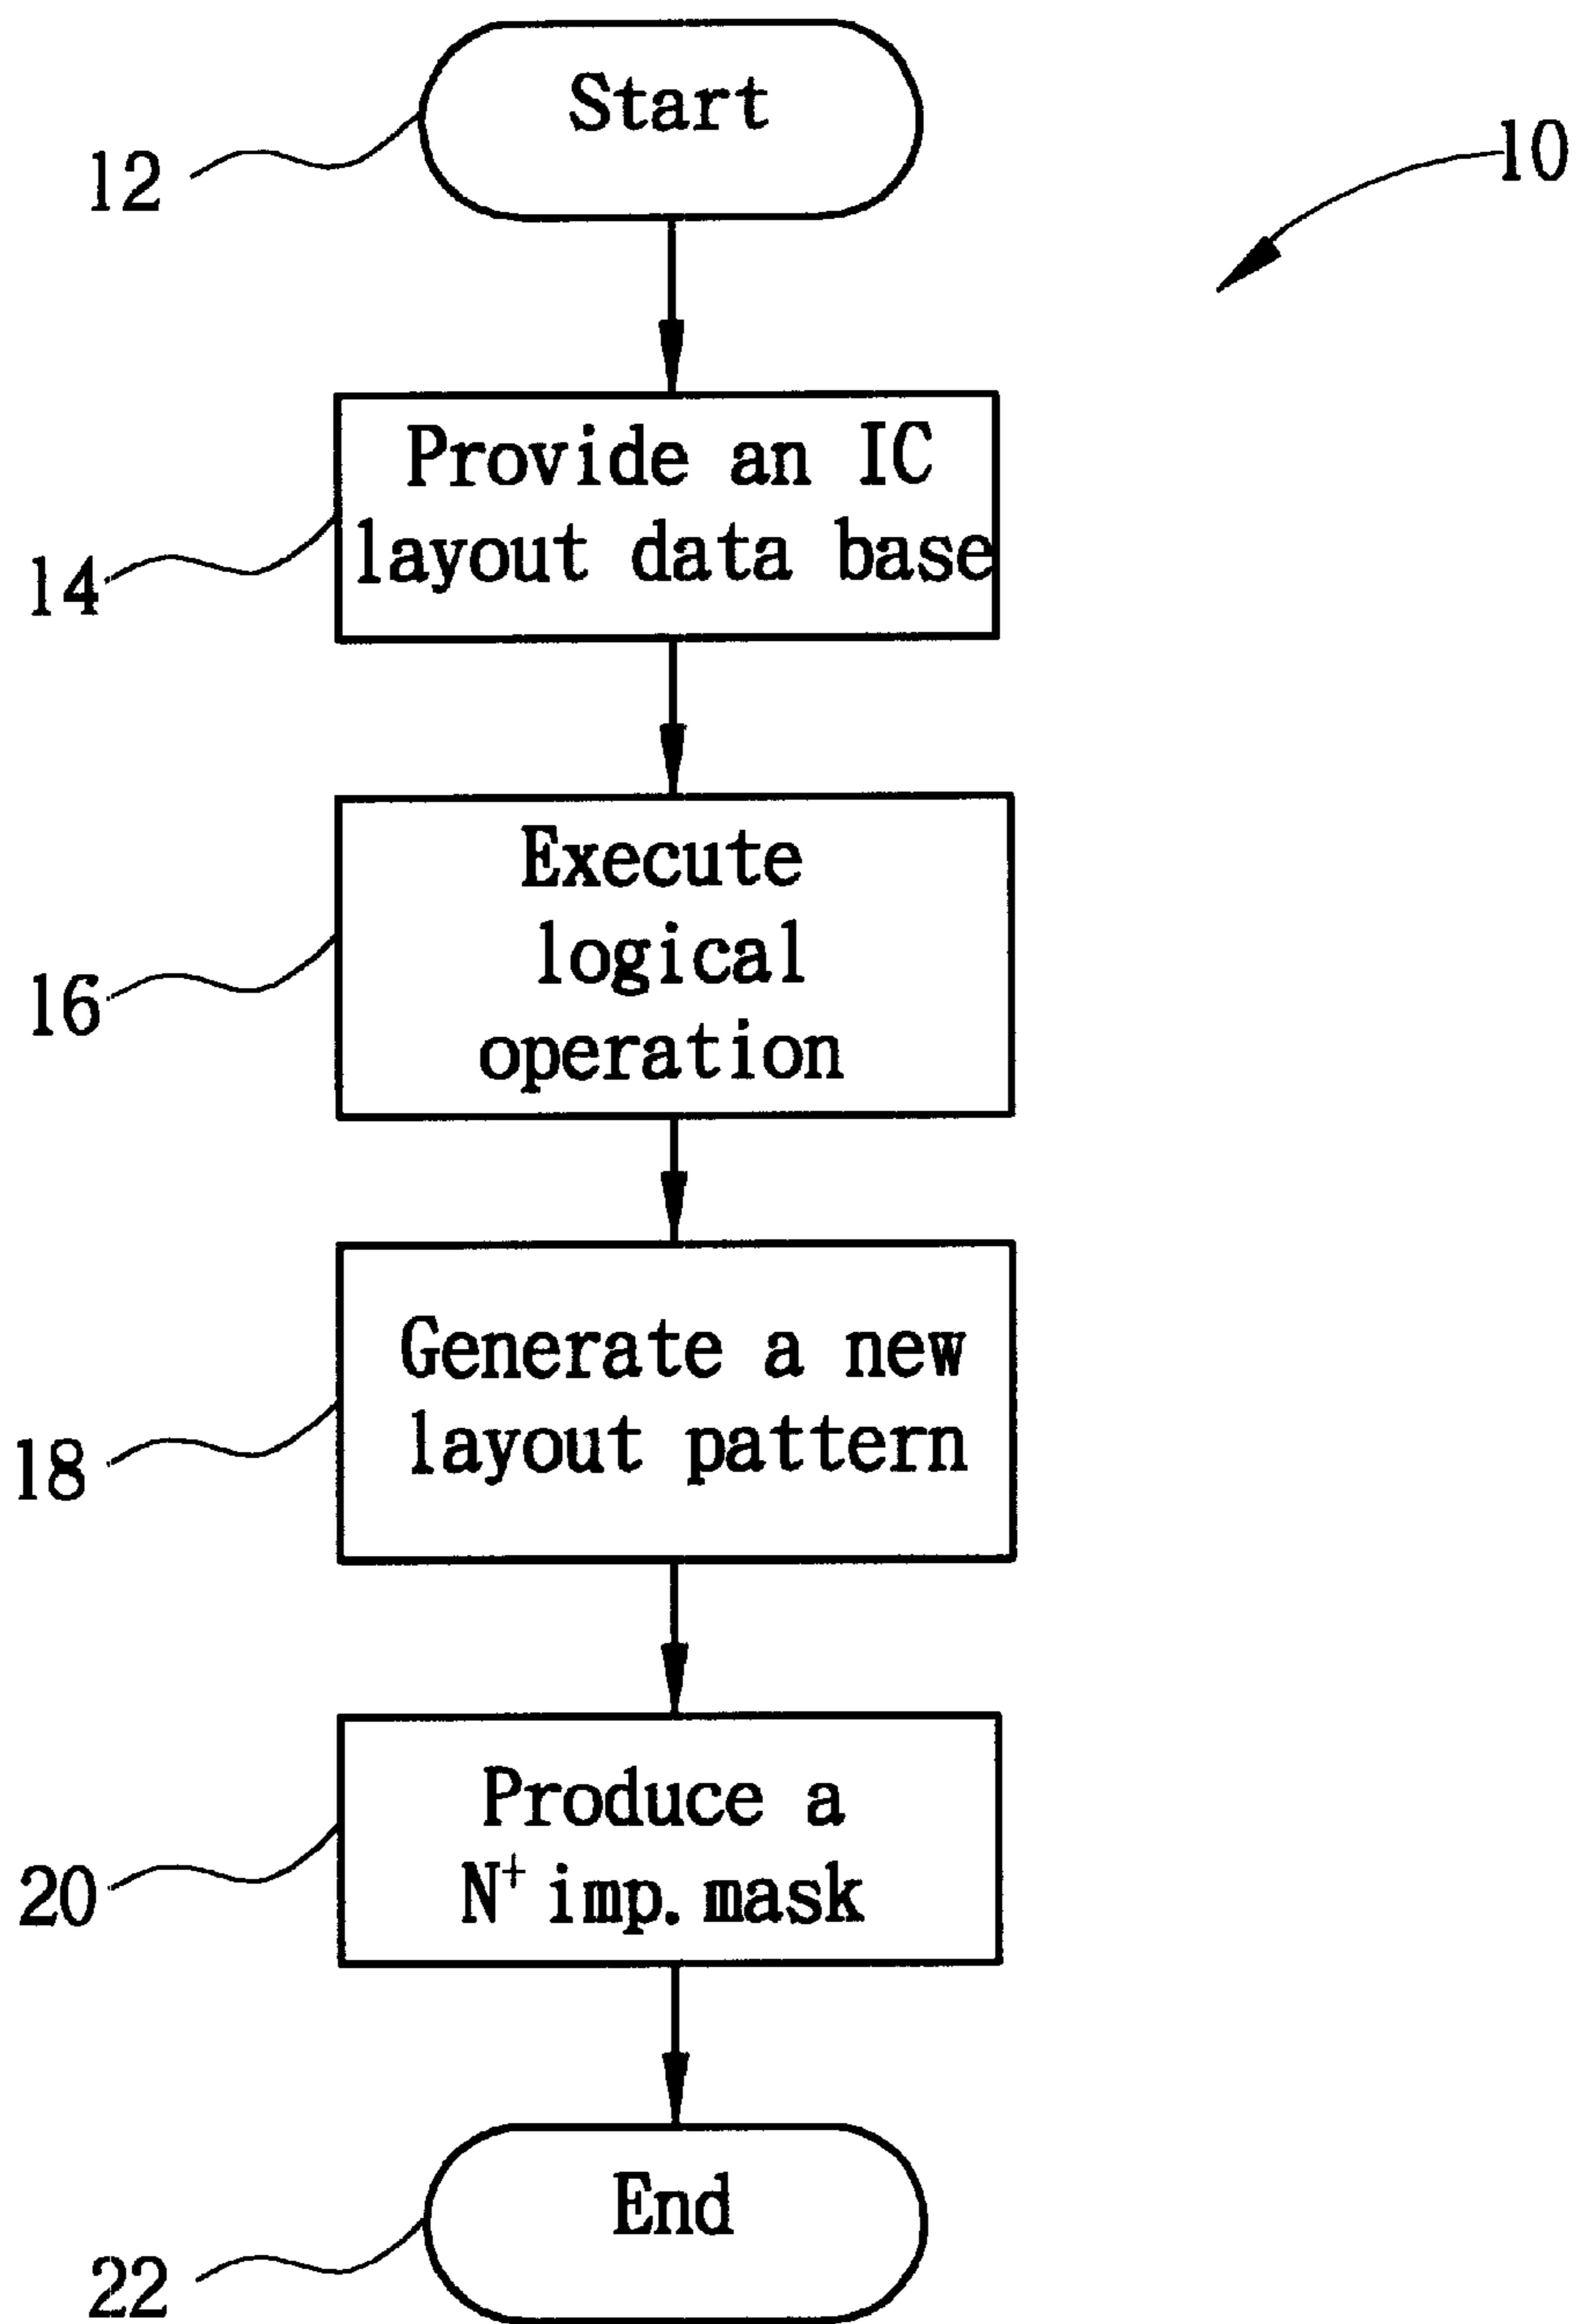 Start
12
10
Provide an IC
layout data base
14
Execute
logical
operation
16
Generate a new
layout pattern
18
Produce a
N⁺ imp. mask
20
End
22